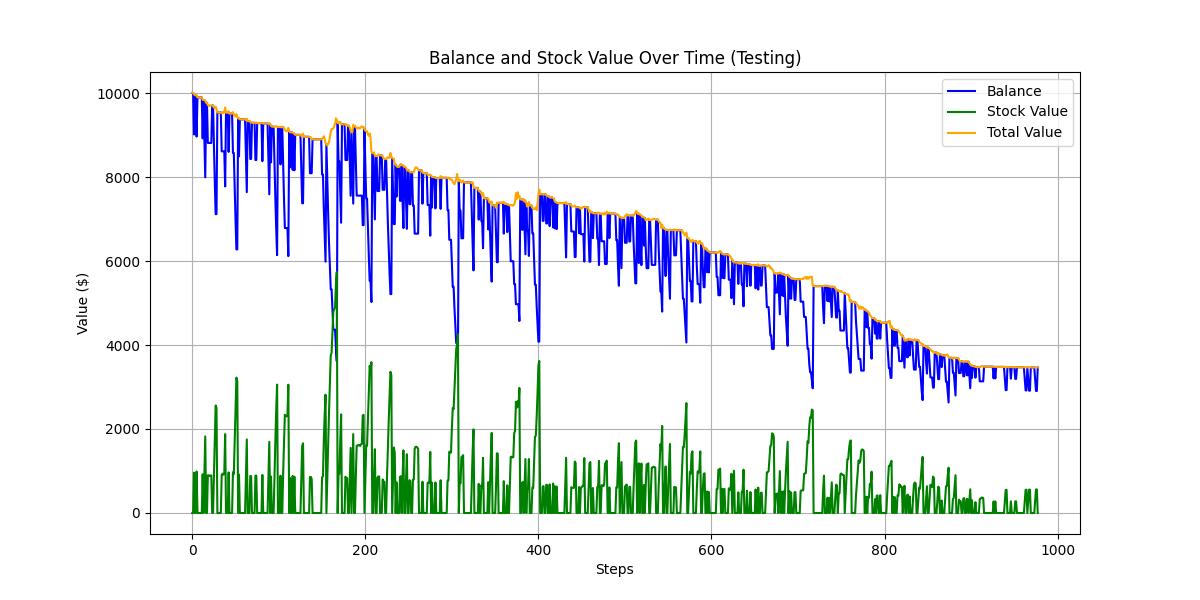 Balance and Stock Value Over Time (Testing)
Balance
Stock Value
Total Value
Value ($)
10000
8000
6000
4000
2000
0
0 200 400 600 800 1000
Steps